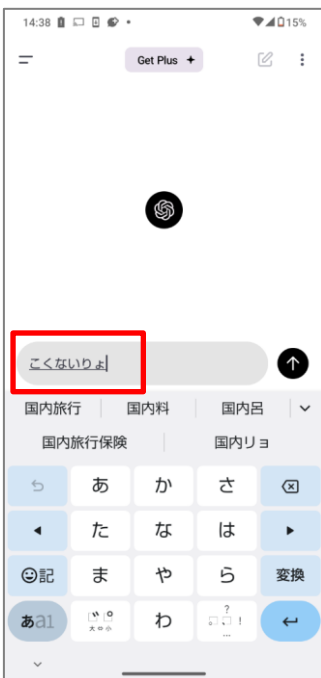 14:38 15%
Get Plus
こくないりょ
国内旅行 国内料 国内呂
国内旅行保険 国内リョ
あ か さ
た な は
記 ま や ら 変換
あa1 大⇔小 わ ?!…